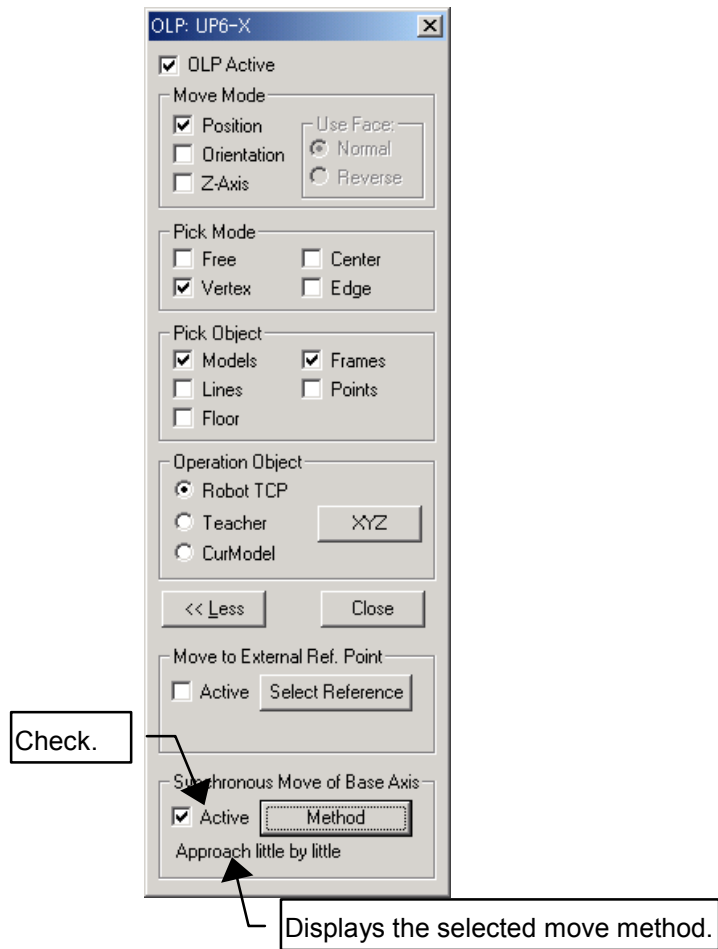 OLP: UP6-X
OLP Active
Move Mode
Position
Orientation
Z-Axis
Use Face:
Normal
Reverse
Pick Mode
Free Center
Vertex Edge
Pick Object
Models Frames
Lines Points
Floor
Operation Object
Robot TCP
Teacher XYZ
CurModel
<< Less Close
Move to External Ref. Point
Active Select Reference
Check.
Synchronous Move of Base Axis
Active Method
Approach little by little
Displays the selected move method.